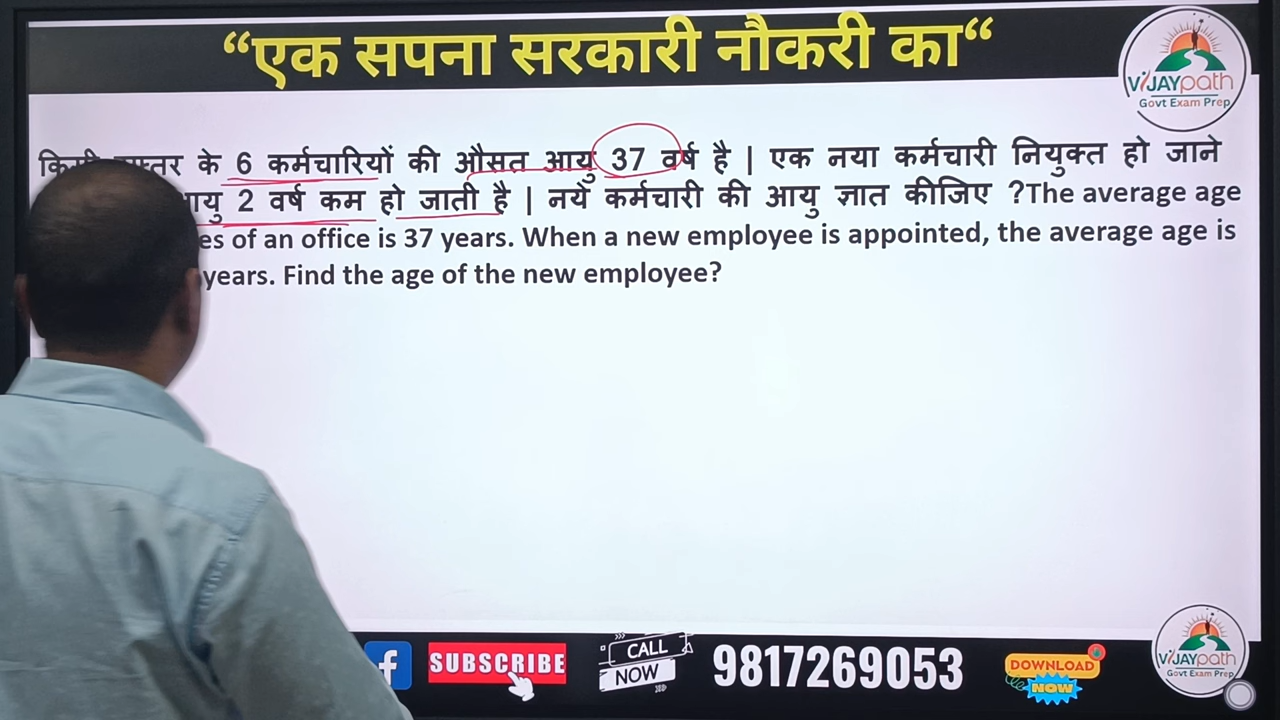 “एक सपना सरकारी नौकरी का“
VIJAYpath
Govt Exam Prep
के 6 कर्मचारियों की औसत आयु 37 वर्ष है | एक नया कर्मचारी नियुक्त हो जाने
2 वर्ष कम हो जाती है | नये कर्मचारी की आयु ज्ञात कीजिए ?The average age
of an office is 37 years. When a new employee is appointed, the average age is
years. Find the age of the new employee?
f
SUBSCRIBE
CALL
NOW
9817269053
DOWNLOAD
NOW
VIJAYpath
Govt Exam Prep